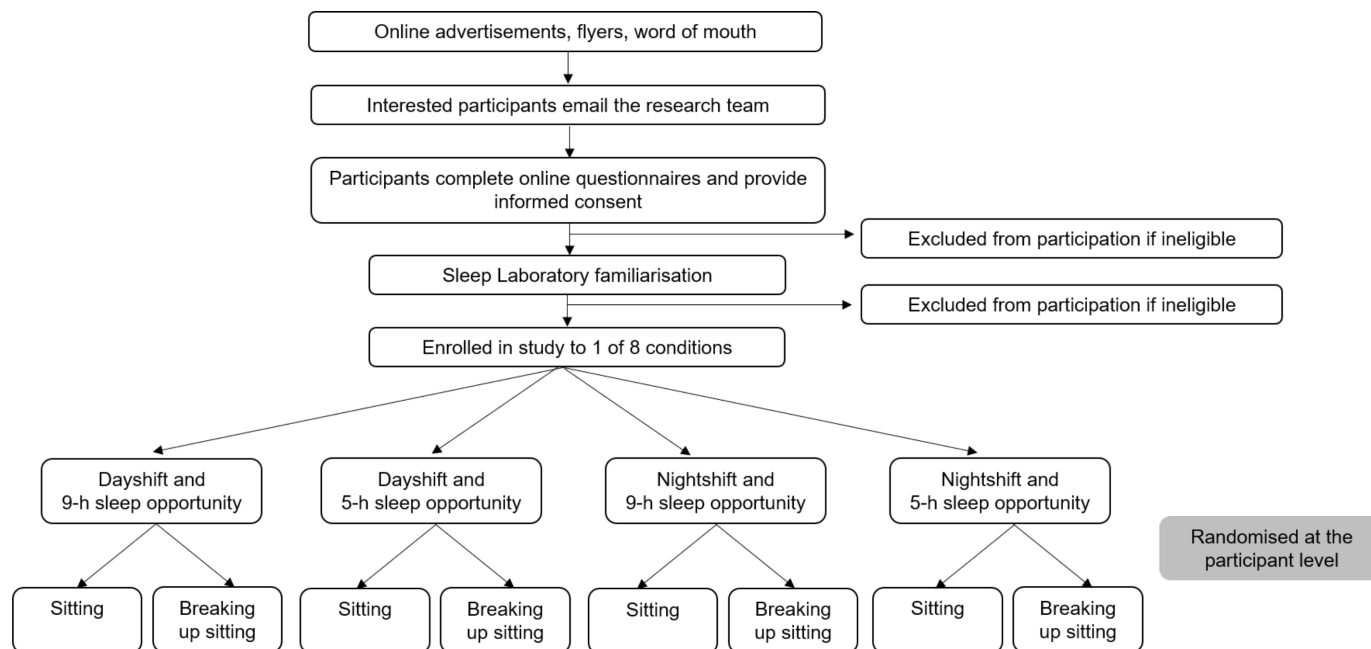 Online advertisements, flyers, word of mouth
Interested participants email the research team
Participants complete online questionnaires and provide
informed consent
Excluded from participation if ineligible
Sleep Laboratory familiarisation
Excluded from participation if ineligible
Enrolled in study to 1 of 8 conditions
Dayshift and
9-h sleep opportunity
Dayshift and
5-h sleep opportunity
Nightshift and
9-h sleep opportunity
Nightshift and
5-h sleep opportunity
Randomised at the
participant level
Sitting
Breaking
up sitting
Sitting
Breaking
up sitting
Sitting
Breaking
up sitting
Sitting
Breaking
up sitting